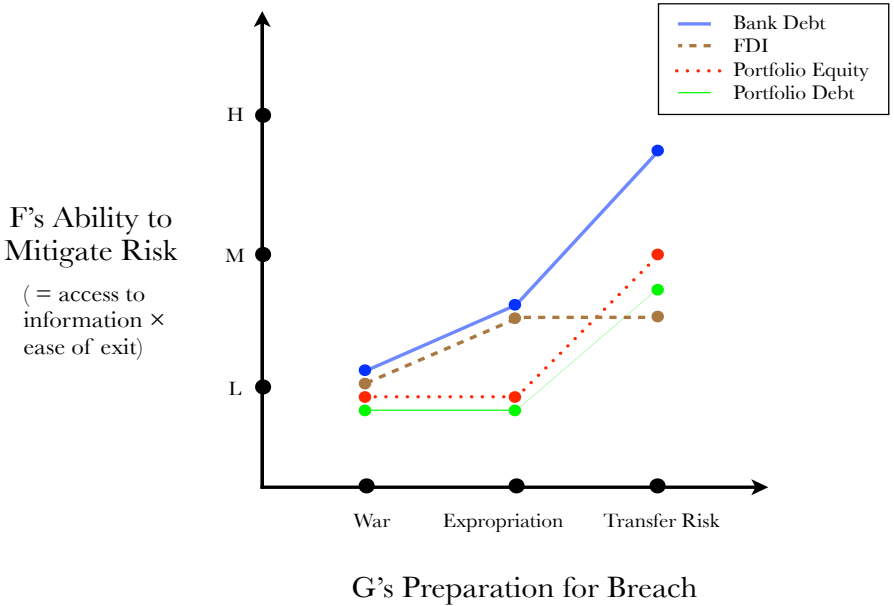 Bank Debt
FDI
Portfolio Equity
Portfolio Debt
H
F's Ability to
Mitigate Risk
M
( = access to
information ×
ease of exit)
L
War
Expropriation
Transfer Risk
G's Preparation for Breach